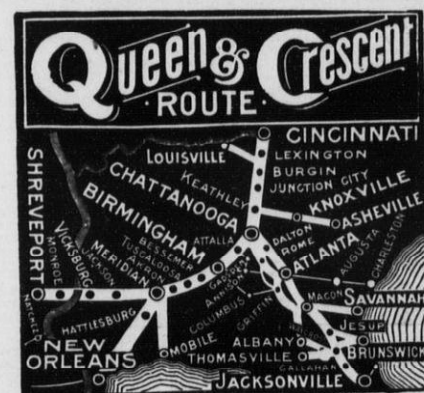 Queen & Crescent
· ROUTE ·
CINCINNATI
LOUISVILLE
LEXINGTON
BURGIN
JUNCTION CITY
KEATHLEY
KNOXVILLE
ASHEVILLE
CHATTANOOGA
BIRMINGHAM
SHREVEPORT
MONROE
VICKSBURG
JACKSON
MERIDIAN
AKRON
TUSCALOOSA
BESSEMER
ATTALLA
DALTON
ROME
ATLANTA
AUGUSTA
CHARLESTON
ANNISTON
COLUMBUS
GRIFFIN
MACON
SAVANNAH
NATCHEZ
HATTIESBURG
JESUP
NEW
ORLEANS
MOBILE
ALBANY
THOMASVILLE
BRUNSWICK
CALLAHAN
JACKSONVILLE